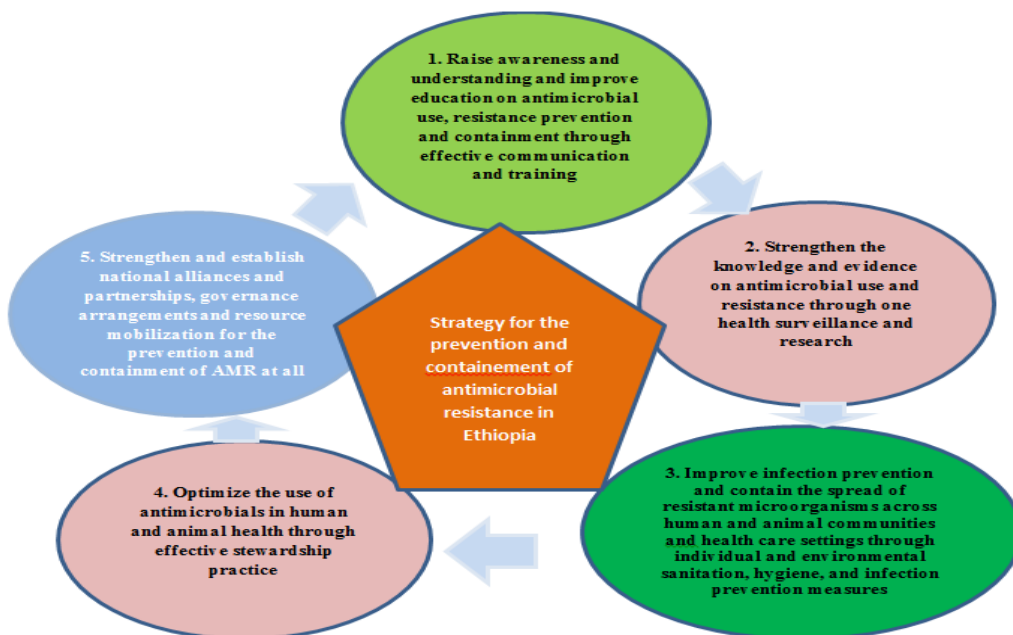 1. Raise awareness and
understanding and improve
education on antimicrobial
use, resistance prevention
and containment through
effective communication
and training
2. Strengthen the
knowledge and evidence
on antimicrobial use and
resistance through one
health surveillance and
research
3. Improve infection prevention
and contain the spread of
resistant microorganisms across
human and animal communities
and health care settings through
individual and environmental
sanitation, hygiene, and infection
prevention measures
4. Optimize the use of
antimicrobials in human
and animal health through
effective stewardship
practice
5. Strengthen and establish
national alliances and
partnerships, governance
arrangements and resource
mobilization for the
prevention and
containment of AMR at all
Strategy for the
prevention and
containement of
antimicrobial
resistance in
Ethiopia